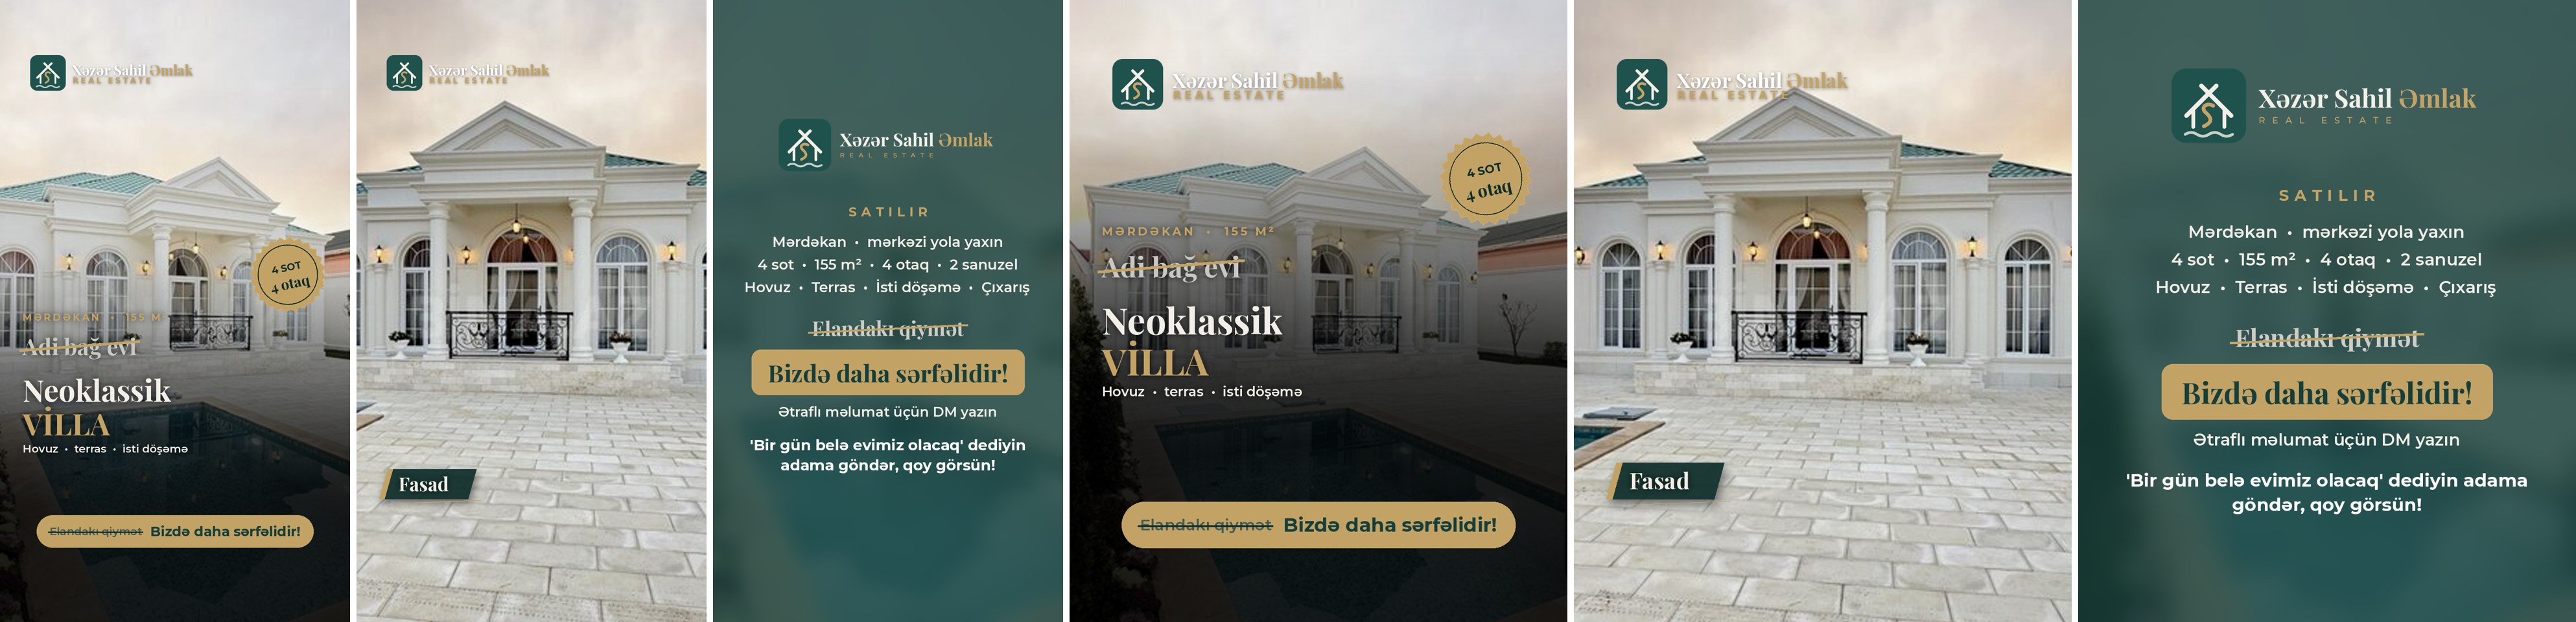 Xəzər Sahil Əmlak
REAL ESTATE
4 SOT
4 otaq
MƏRDƏKAN • 155 M
Adi bağ evi
Neoklassik
VİLLA
Hovuz • terras • isti döşəmə
Elandakı qiymət Bizdə daha sərfəlidir!
Xəzər Sahil Əmlak
REAL ESTATE
Fasad
Xəzər Sahil Əmlak
REAL ESTATE
SATILIR
Mərdəkan • mərkəzi yola yaxın
4 sot • 155 m² • 4 otaq • 2 sanuzel
Hovuz • Terras • İsti döşəmə • Çıxarış
Elandakı qiymət
Bizdə daha sərfəlidir!
Ətraflı məlumat üçün DM yazın
'Bir gün belə evimiz olacaq' dediyin
adama göndər, qoy görsün!
Xəzər Sahil Əmlak
REAL ESTATE
4 SOT
4 otaq
MƏRDƏKAN • 155 M²
Adi bağ evi
Neoklassik
VİLLA
Hovuz • terras • isti döşəmə
Elandakı qiymət Bizdə daha sərfəlidir!
Xəzər Sahil Əmlak
REAL ESTATE
Fasad
Xəzər Sahil Əmlak
REAL ESTATE
SATILIR
Mərdəkan • mərkəzi yola yaxın
4 sot • 155 m² • 4 otaq • 2 sanuzel
Hovuz • Terras • İsti döşəmə • Çıxarış
Elandakı qiymət
Bizdə daha sərfəlidir!
Ətraflı məlumat üçün DM yazın
'Bir gün belə evimiz olacaq' dediyin adama
göndər, qoy görsün!